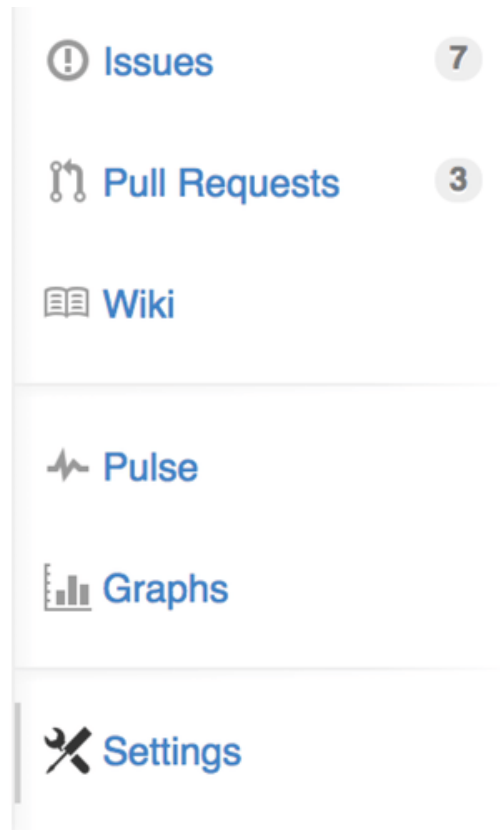 Issues 7
Pull Requests 3
Wiki
Pulse
Graphs
Settings